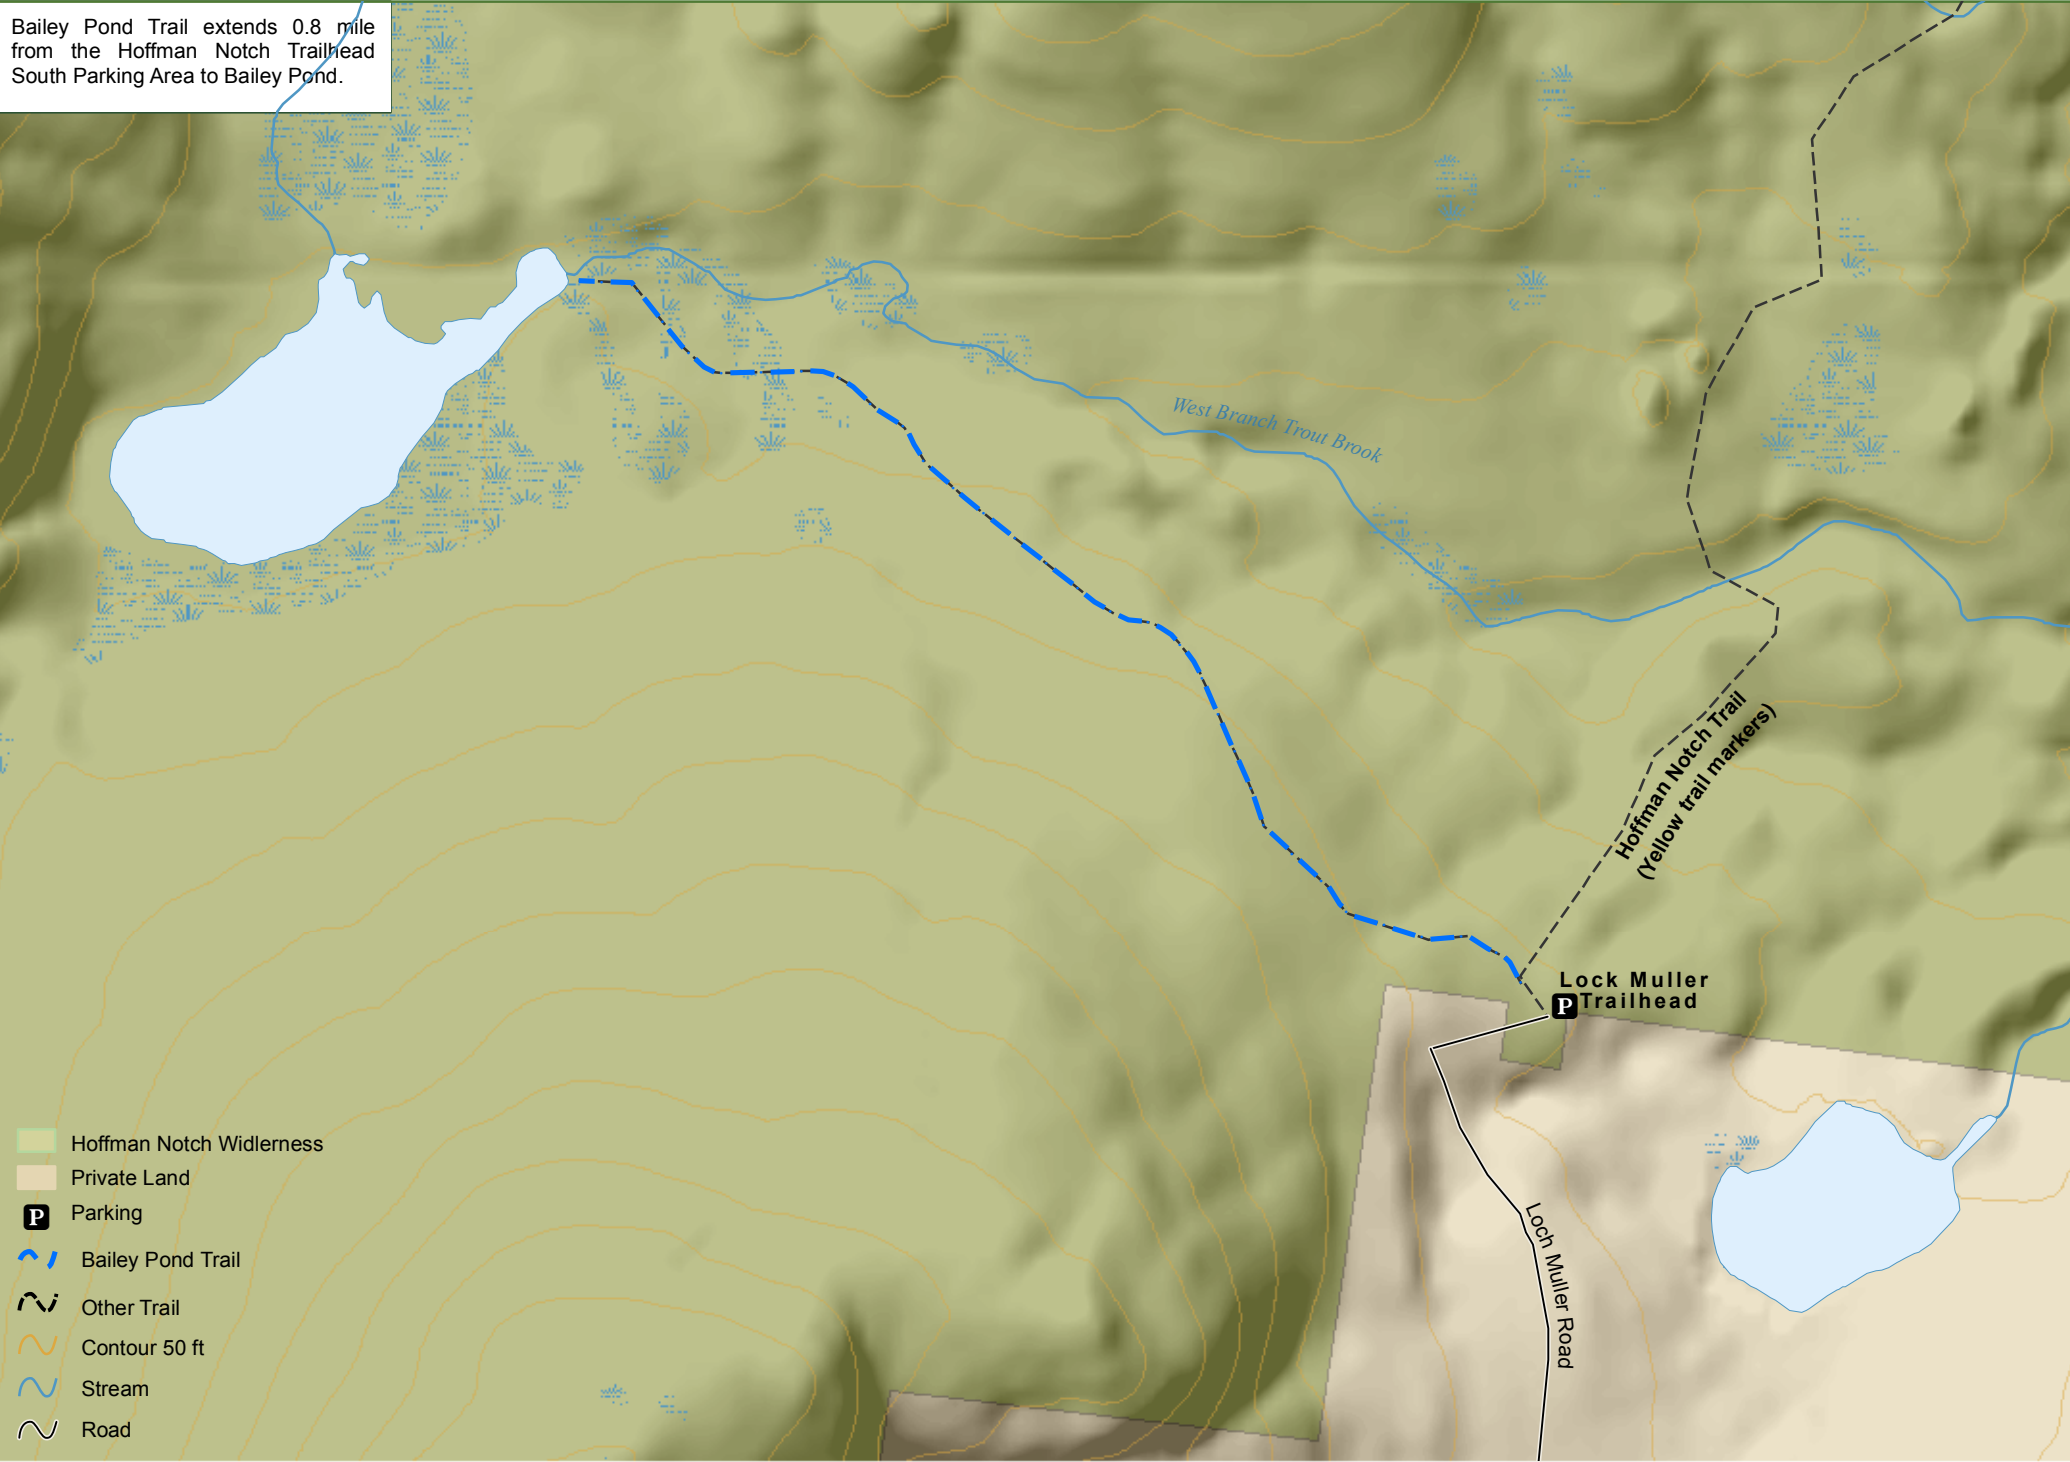 Bailey Pond Trail extends 0.8 mile
from the Hoffman Notch Trailhead
South Parking Area to Bailey Pond.
West Branch Trout Brook
Hoffman Notch Trail
(Yellow trail markers)
Lock Muller
P Trailhead
Loch Muller Road
Hoffman Notch Widlerness
Private Land
P Parking
Bailey Pond Trail
Other Trail
Contour 50 ft
Stream
Road